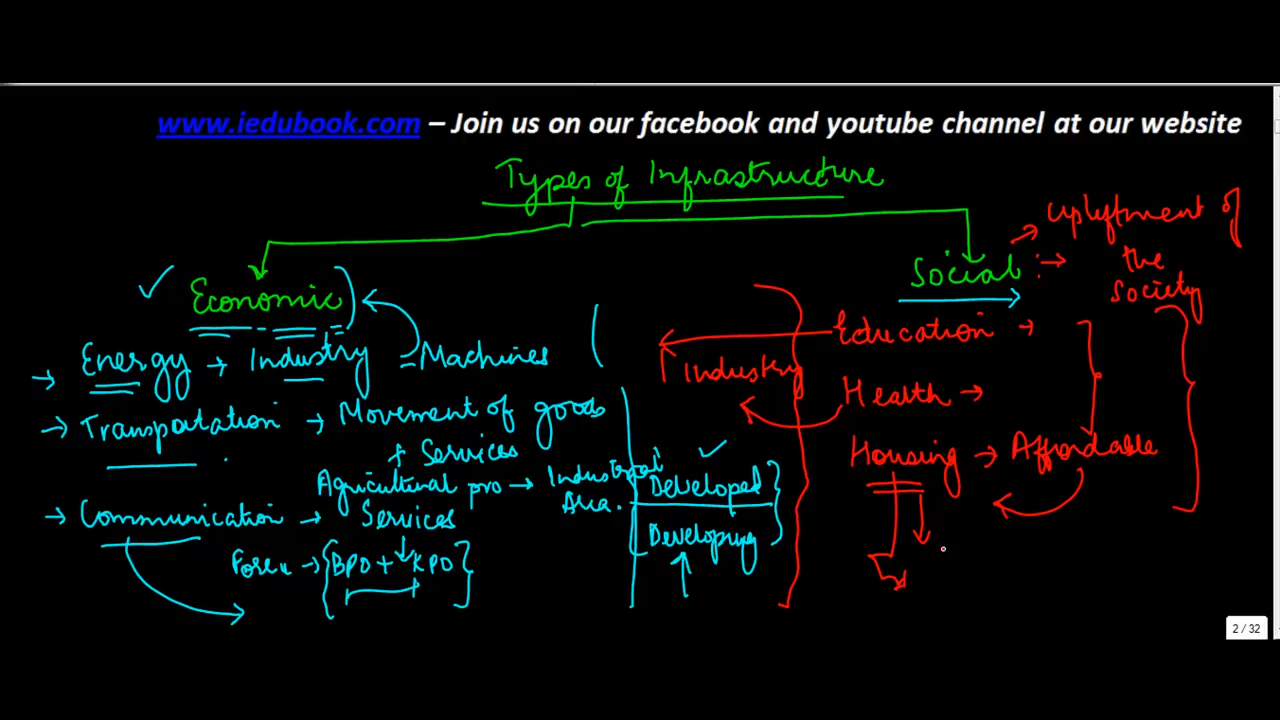 www.iedubook.com – Join us on our facebook and youtube channel at our website
Types of Infrastructure
Economic
Energy → Industry = Machines
→ Transportation → Movement of goods
+ Services
Agricultural pro → Industrial
Area.
→ Communication → Services
Forex → {BPO + KPO}
Developed
Developing
Social
→ Uplyftment of
the
Society
Education →
Industry
Health →
Housing → Affordable
2 / 32